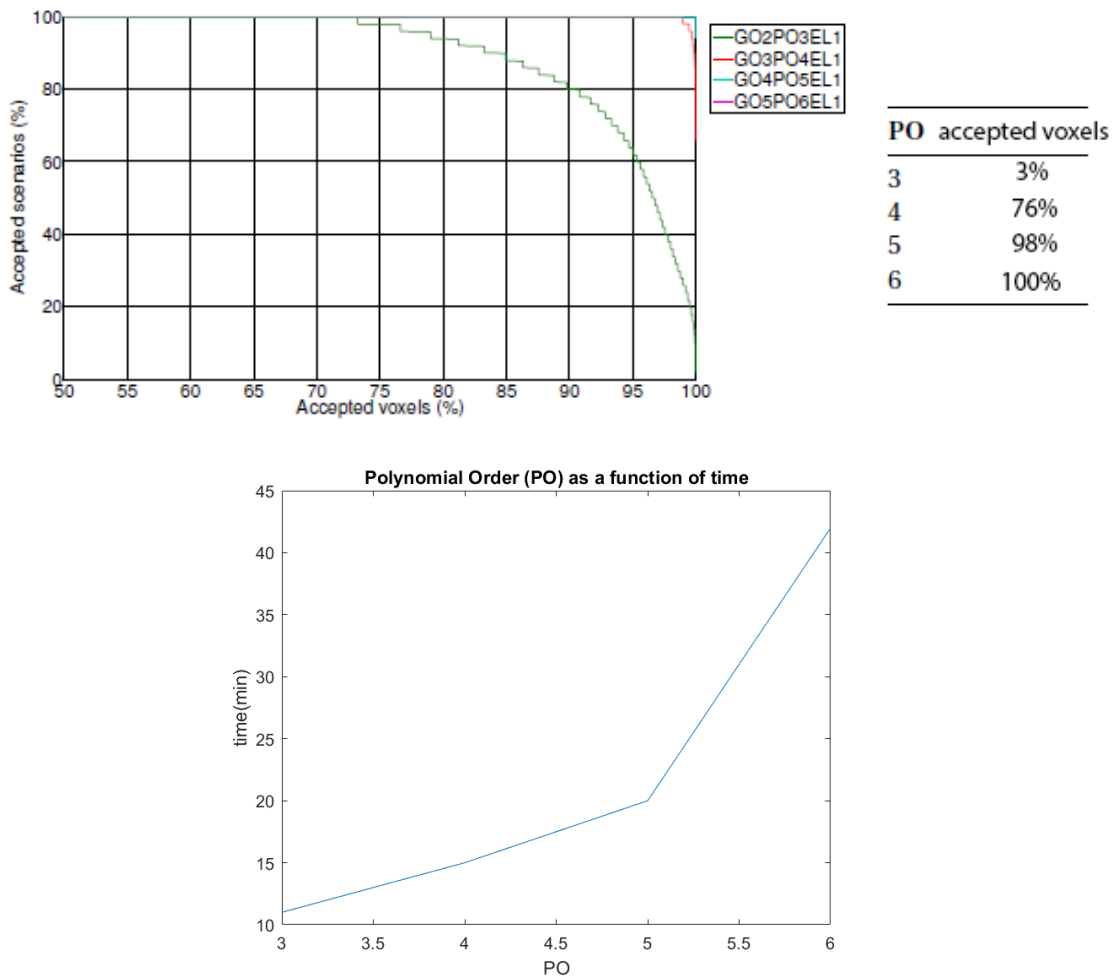 100
80
60
40
20
0
Accepted scenarios (%)
50 55 60 65 70 75 80 85 90 95 100
Accepted voxels (%)
GO2PO3EL1
GO3PO4EL1
GO4PO5EL1
GO5PO6EL1
PO accepted voxels
3 3%
4 76%
5 98%
6 100%
Polynomial Order (PO) as a function of time
45
40
35
30
25
20
15
10
time(min)
3 3.5 4 4.5 5 5.5 6
PO